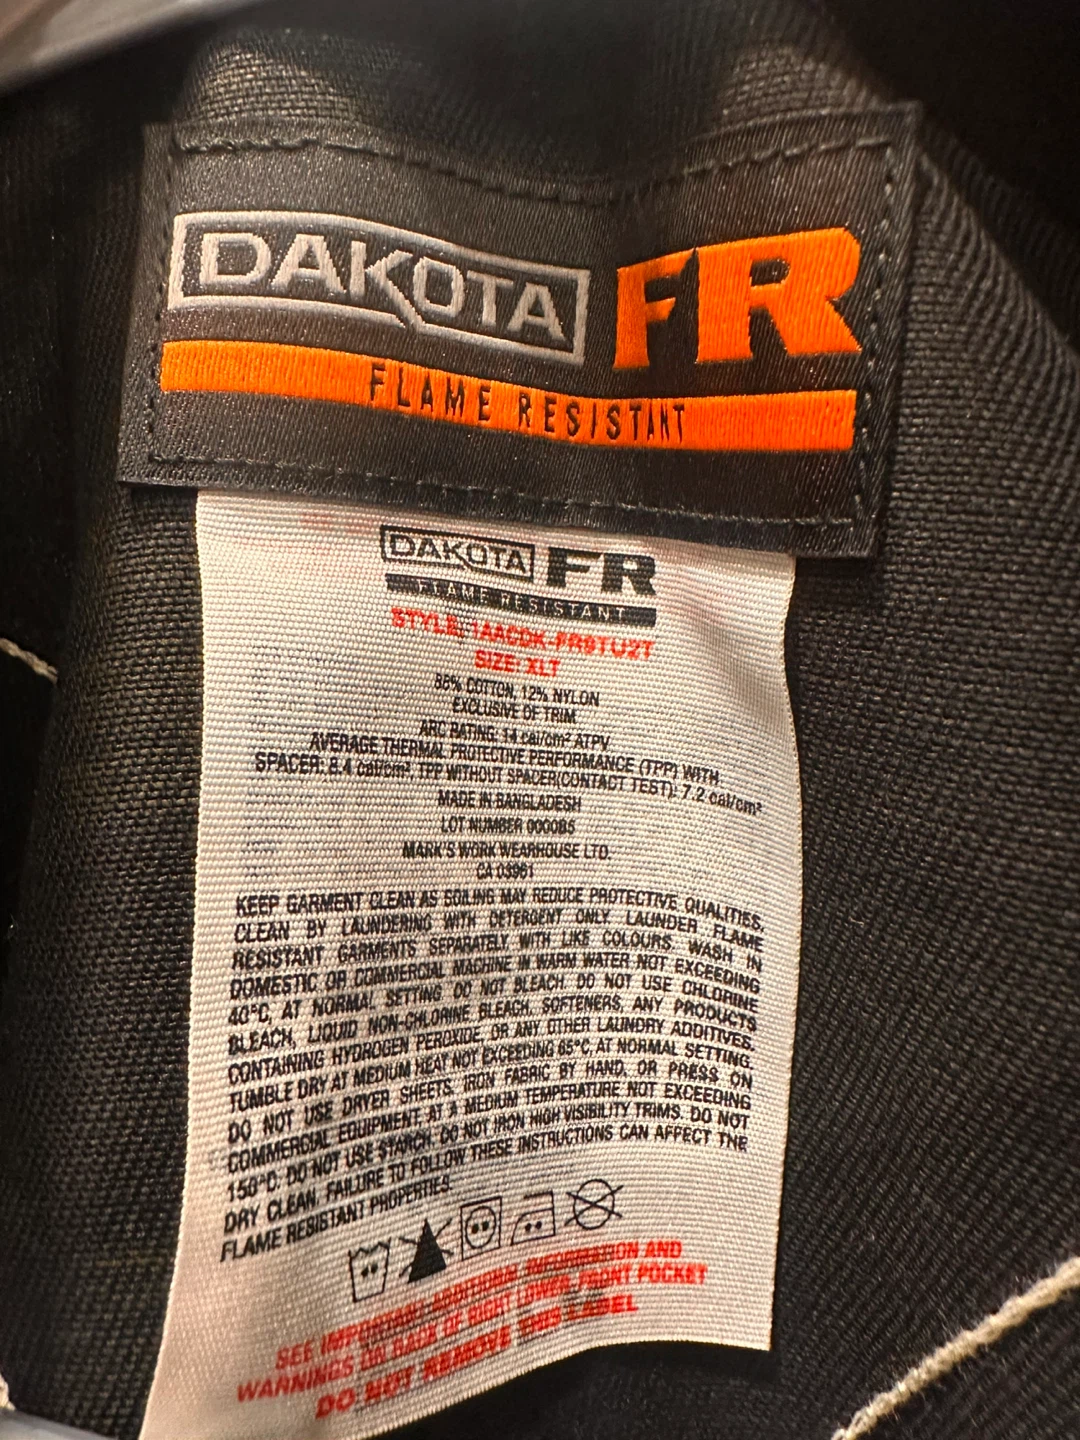 DAKOTA FR
FLAME RESISTANT
DAKOTA FR
FLAME RESISTANT
STYLE: 1AACDK-FR9TU2T
SIZE: XLT
88% COTTON, 12% NYLON
EXCLUSIVE OF TRIM
ARC RATING: 14 cal/cm² ATPV
AVERAGE THERMAL PROTECTIVE PERFORMANCE (TPP) WITH
SPACER: 8.4 cal/cm², TPP WITHOUT SPACER(CONTACT TEST): 7.2 cal/cm²
MADE IN BANGLADESH
LOT NUMBER 000085
MARK'S WORK WEARHOUSE LTD.
CA 03961
KEEP GARMENT CLEAN AS SOILING MAY REDUCE PROTECTIVE QUALITIES.
CLEAN BY LAUNDERING WITH DETERGENT ONLY. LAUNDER FLAME
RESISTANT GARMENTS SEPARATELY WITH LIKE COLOURS. WASH IN
DOMESTIC OR COMMERCIAL MACHINE IN WARM WATER NOT EXCEEDING
40°C, AT NORMAL SETTING. DO NOT BLEACH. DO NOT USE CHLORINE
BLEACH, LIQUID NON-CHLORINE BLEACH, SOFTENERS, ANY PRODUCTS
CONTAINING HYDROGEN PEROXIDE, OR ANY OTHER LAUNDRY ADDITIVES.
TUMBLE DRY AT MEDIUM HEAT NOT EXCEEDING 65°C, AT NORMAL SETTING.
DO NOT USE DRYER SHEETS. IRON FABRIC BY HAND, OR PRESS ON
COMMERCIAL EQUIPMENT, AT A MEDIUM TEMPERATURE NOT EXCEEDING
150°C. DO NOT USE STARCH. DO NOT IRON HIGH VISIBILITY TRIMS. DO NOT
DRY CLEAN. FAILURE TO FOLLOW THESE INSTRUCTIONS CAN AFFECT THE
FLAME RESISTANT PROPERTIES.
SEE IMPORTANT ADDITIONAL INFORMATION AND
WARNINGS ON BACK OF RIGHT LOWER FRONT POCKET
DO NOT REMOVE THIS LABEL